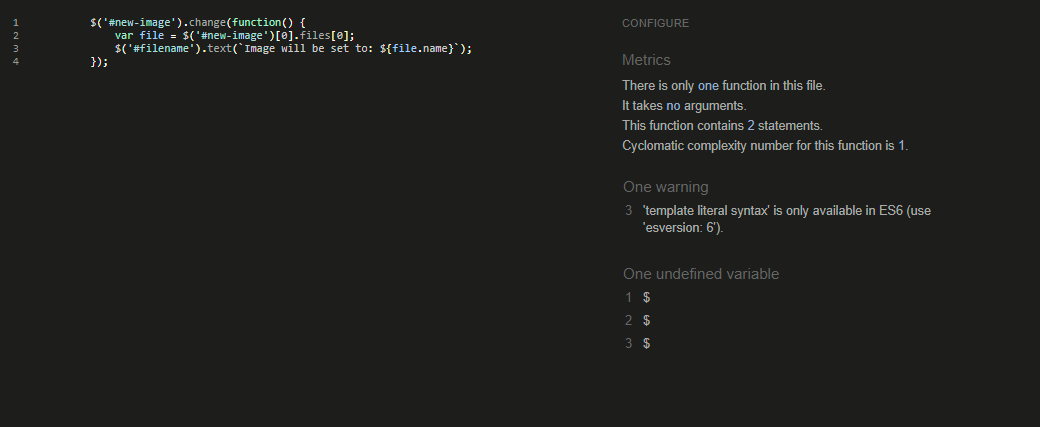 1 $('#new-image').change(function() {
2 var file = $('#new-image')[0].files[0];
3 $('#filename').text(`Image will be set to: ${file.name}`);
4 });
CONFIGURE
Metrics
There is only one function in this file.
It takes no arguments.
This function contains 2 statements.
Cyclomatic complexity number for this function is 1.
One warning
3 'template literal syntax' is only available in ES6 (use
'esversion: 6').
One undefined variable
1 $
2 $
3 $